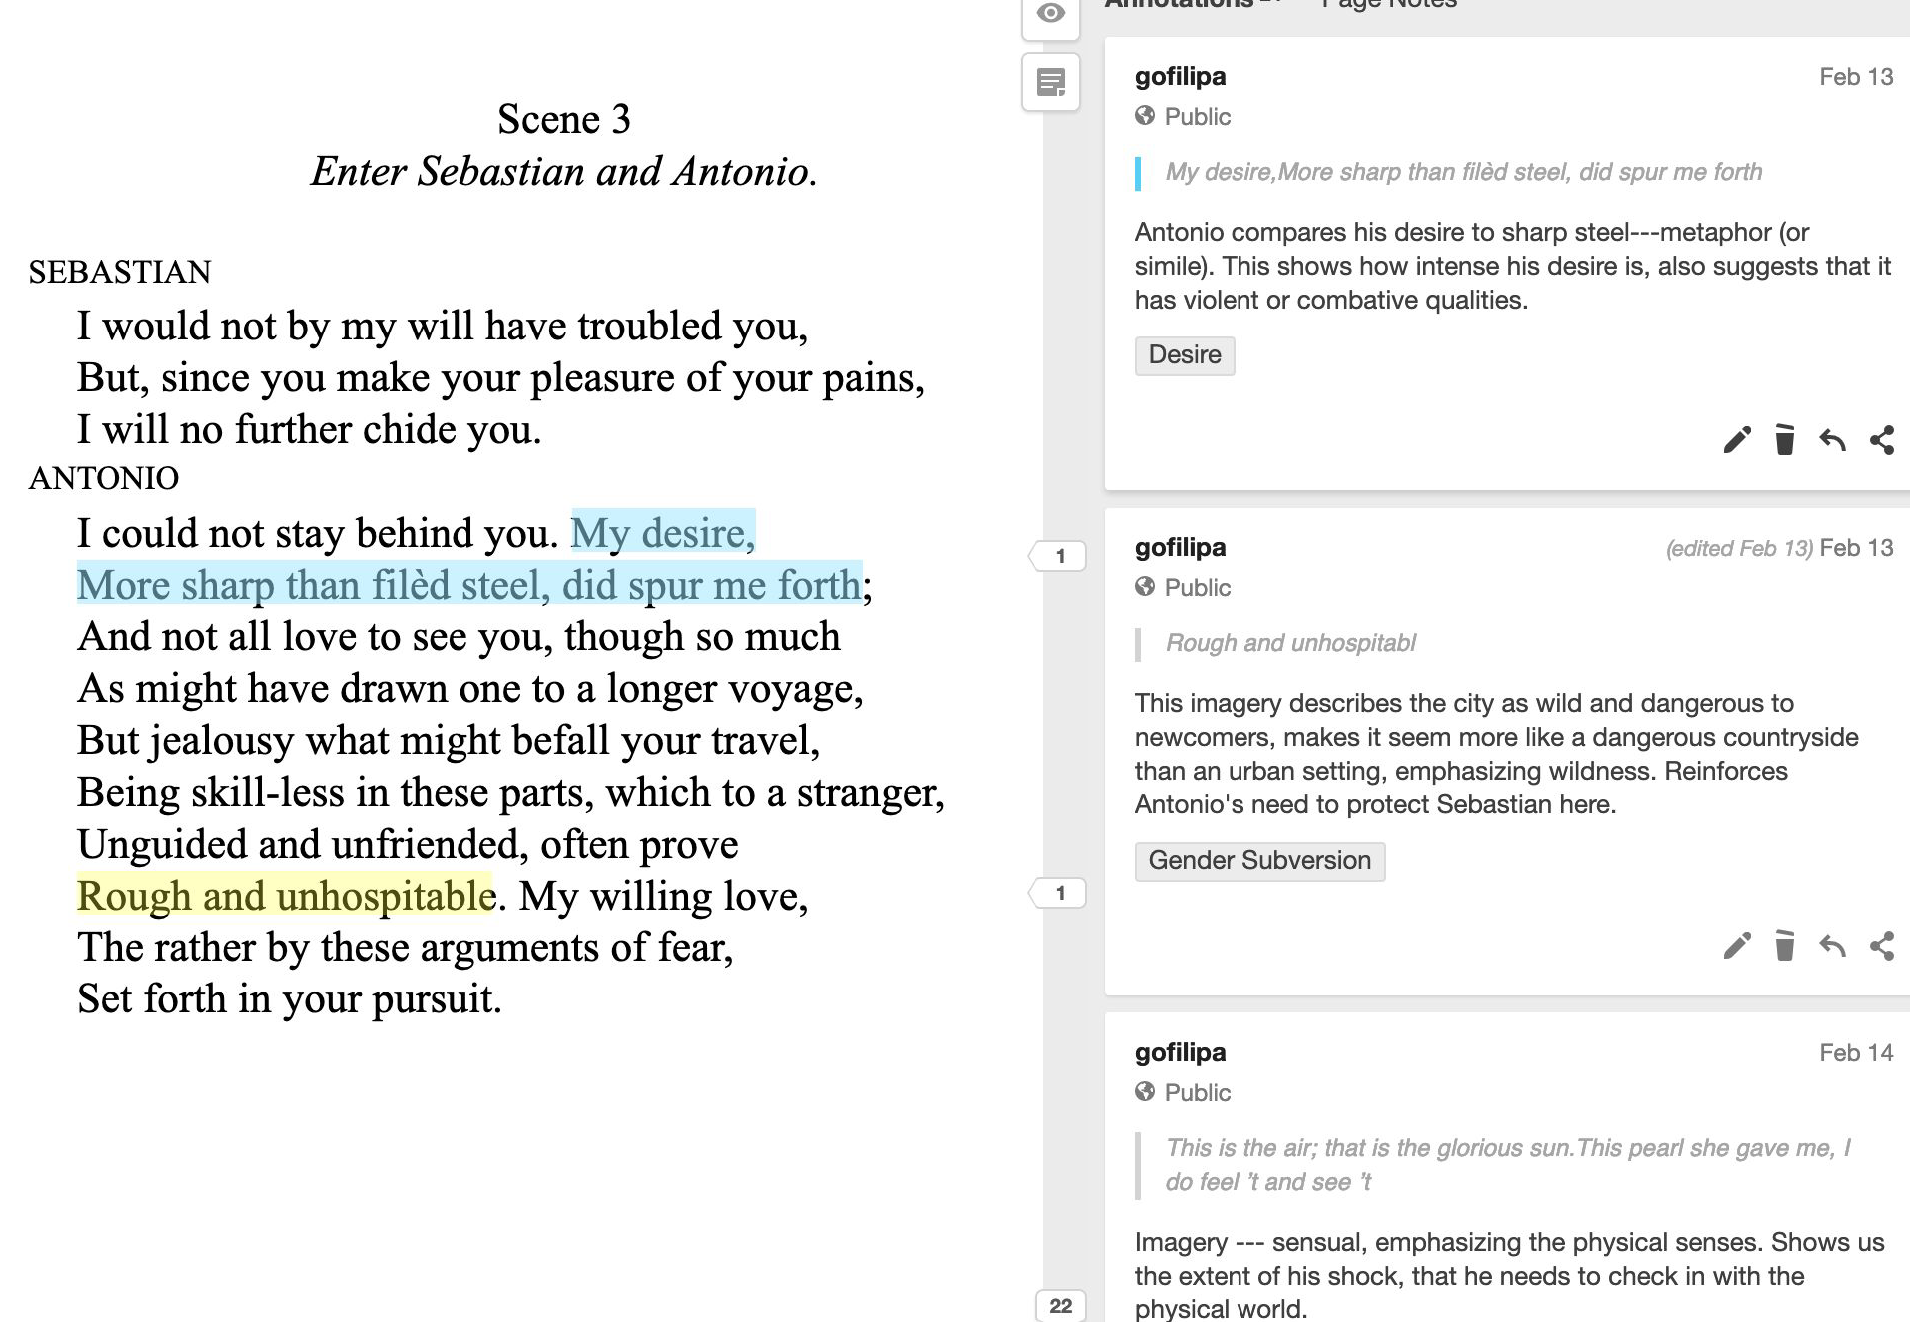 Annotations 27 Page Notes
Scene 3
Enter Sebastian and Antonio.
SEBASTIAN
I would not by my will have troubled you,
But, since you make your pleasure of your pains,
I will no further chide you.
ANTONIO
I could not stay behind you. My desire,
More sharp than filèd steel, did spur me forth;
And not all love to see you, though so much
As might have drawn one to a longer voyage,
But jealousy what might befall your travel,
Being skill-less in these parts, which to a stranger,
Unguided and unfriended, often prove
Rough and unhospitable. My willing love,
The rather by these arguments of fear,
Set forth in your pursuit.
1
1
22
gofilipa
Feb 13
Public
My desire,More sharp than filèd steel, did spur me forth
Antonio compares his desire to sharp steel---metaphor (or
simile). This shows how intense his desire is, also suggests that it
has violent or combative qualities.
Desire
gofilipa
(edited Feb 13) Feb 13
Public
Rough and unhospitabl
This imagery describes the city as wild and dangerous to
newcomers, makes it seem more like a dangerous countryside
than an urban setting, emphasizing wildness. Reinforces
Antonio's need to protect Sebastian here.
Gender Subversion
gofilipa
Feb 14
Public
This is the air; that is the glorious sun.This pearl she gave me, I
do feel ’t and see ’t
Imagery --- sensual, emphasizing the physical senses. Shows us
the extent of his shock, that he needs to check in with the
physical world.